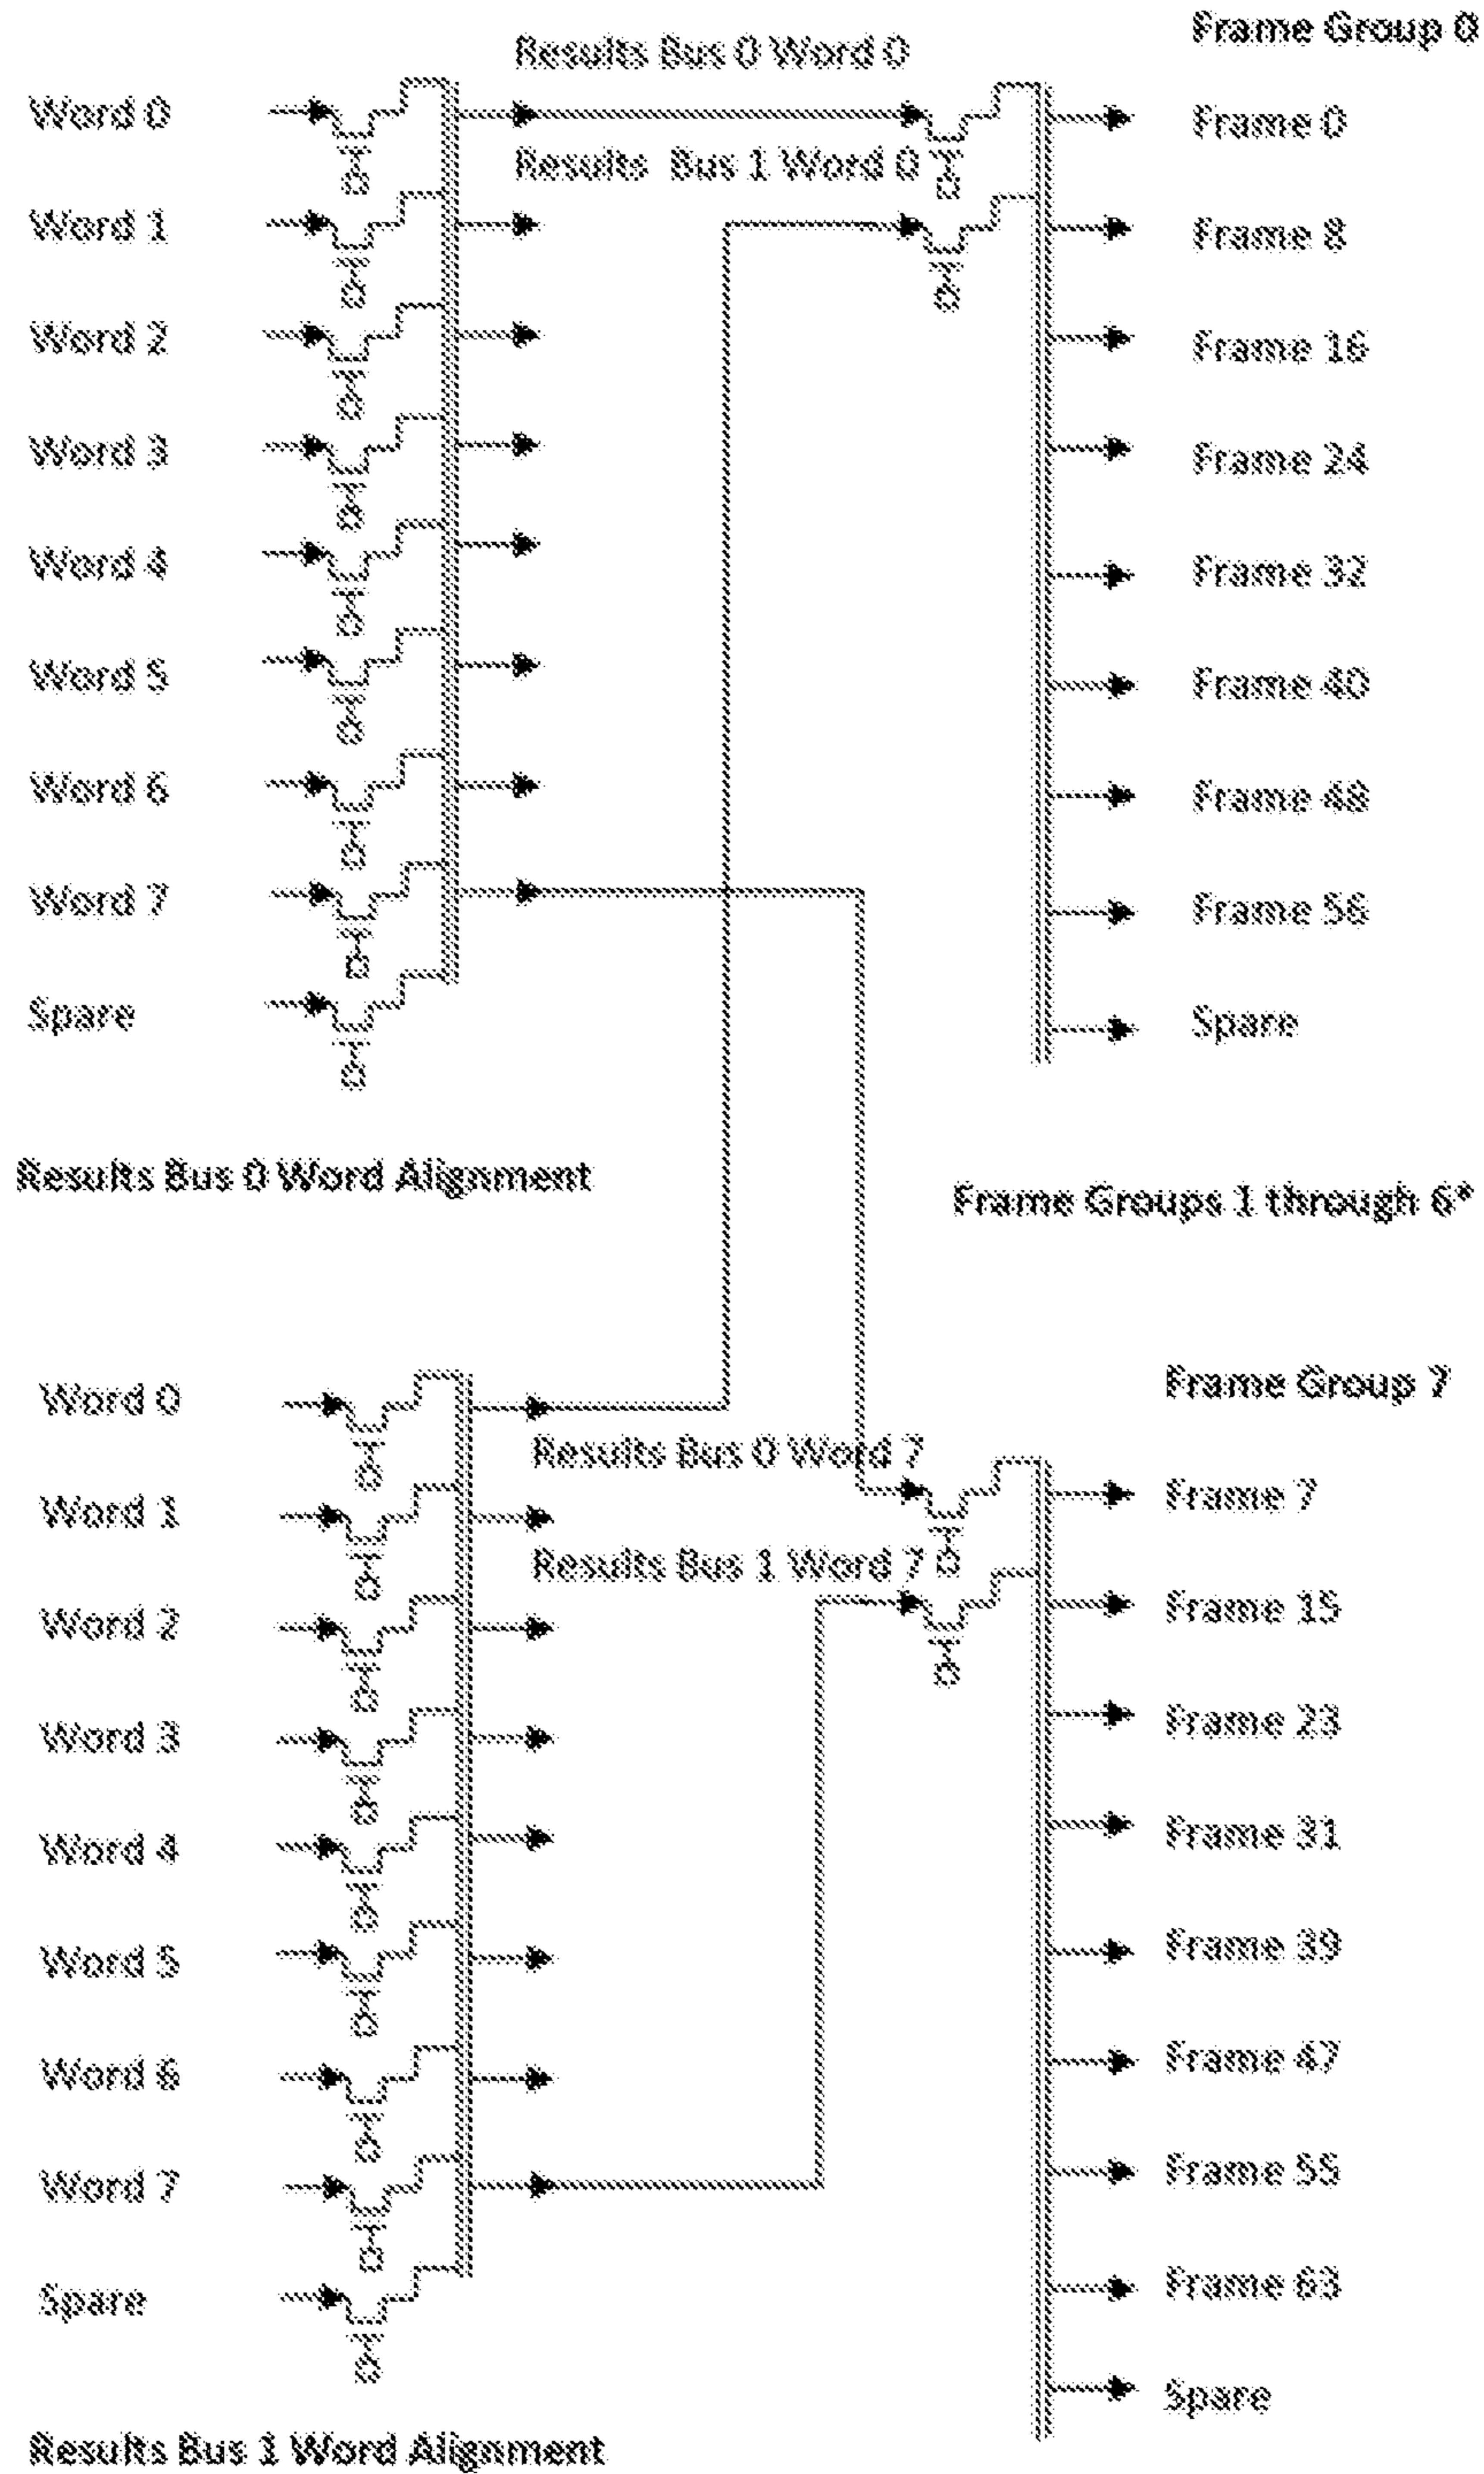 Frame Group 0
Results Bus 0 Word 0
Word 0
Frame 0
Results Bus 1 Word 0
Word 1
Frame 8
Word 2
Frame 16
Word 3
Frame 24
Word 4
Frame 32
Word 5
Frame 40
Word 6
Frame 48
Word 7
Frame 56
Spare
Spare
Results Bus 0 Word Alignment
Frame Groups 1 through 6*
Word 0
Frame Group 7
Results Bus 0 Word 7
Word 1
Frame 7
Results Bus 1 Word 7
Word 2
Frame 15
Word 3
Frame 23
Word 4
Frame 31
Word 5
Frame 39
Word 6
Frame 47
Word 7
Frame 55
Spare
Frame 63
Spare
Results Bus 1 Word Alignment